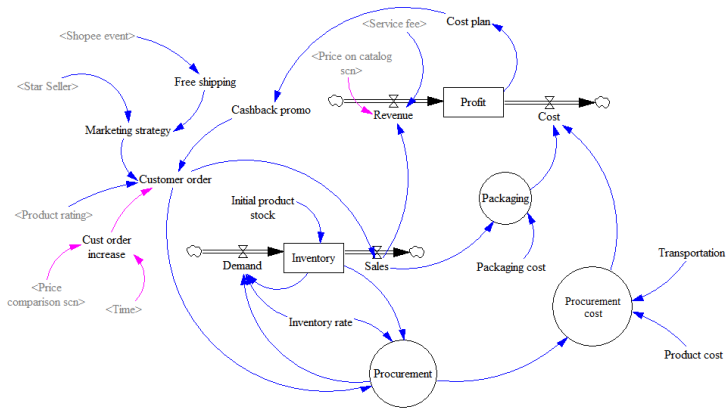 <Service fee>
Cost plan
<Shopee event>
<Price on catalog
scn>
<Star Seller>
Free shipping
Profit
Cashback promo
Revenue
Cost
Marketing strategy
Customer order
Packaging
Initial product
stock
<Product rating>
Cust order
increase
Inventory
Demand
Sales
Packaging cost
Transportation
<Price
comparison scn>
<Time>
Procurement
cost
Inventory rate
Product cost
Procurement